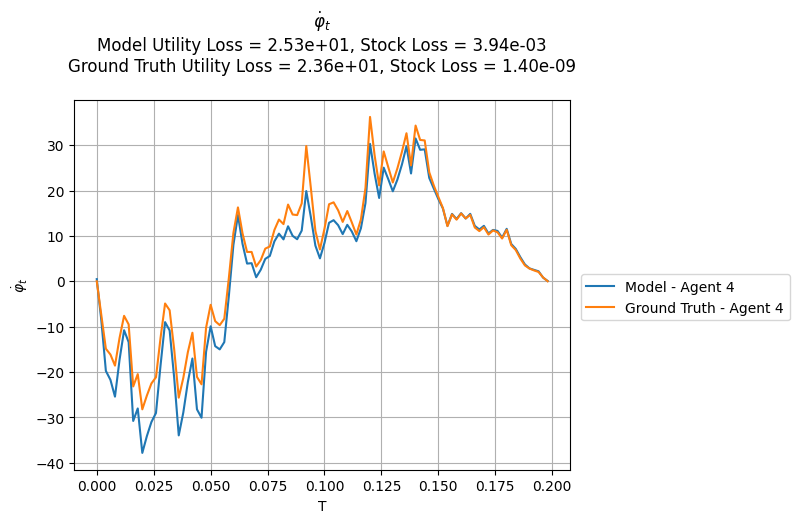 φ̇ₜ
Model Utility Loss = 2.53e+01, Stock Loss = 3.94e-03
Ground Truth Utility Loss = 2.36e+01, Stock Loss = 1.40e-09
φ̇ₜ
30
20
10
0
−10
−20
−30
−40
0.000 0.025 0.050 0.075 0.100 0.125 0.150 0.175 0.200
T
Model - Agent 4
Ground Truth - Agent 4